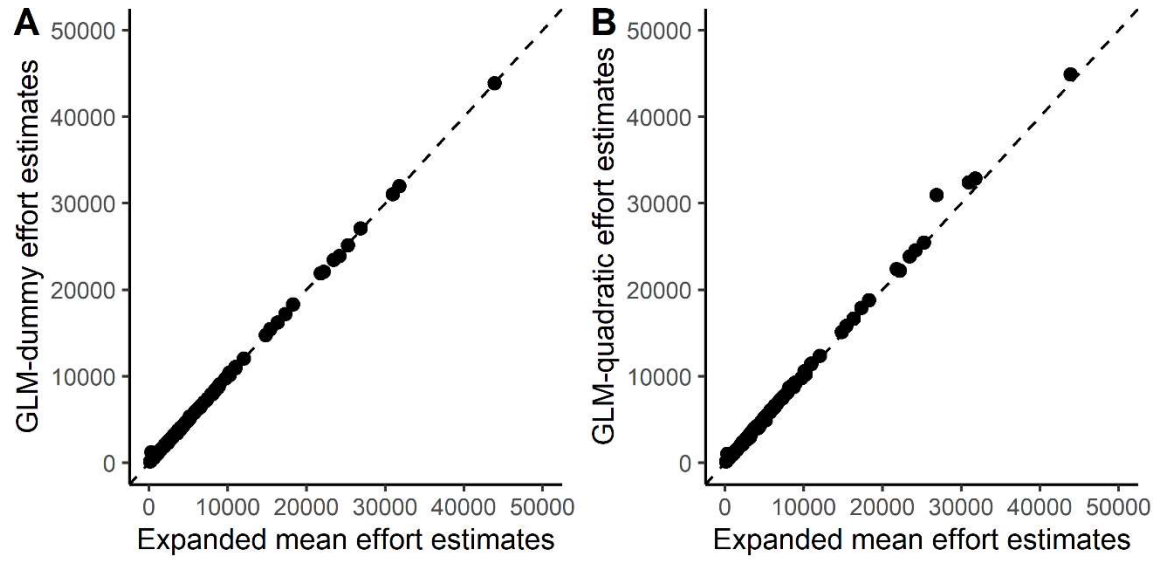 A
GLM-dummy effort estimates
50000
40000
30000
20000
10000
0
0 10000 20000 30000 40000 50000
Expanded mean effort estimates
B
GLM-quadratic effort estimates
50000
40000
30000
20000
10000
0
0 10000 20000 30000 40000 50000
Expanded mean effort estimates